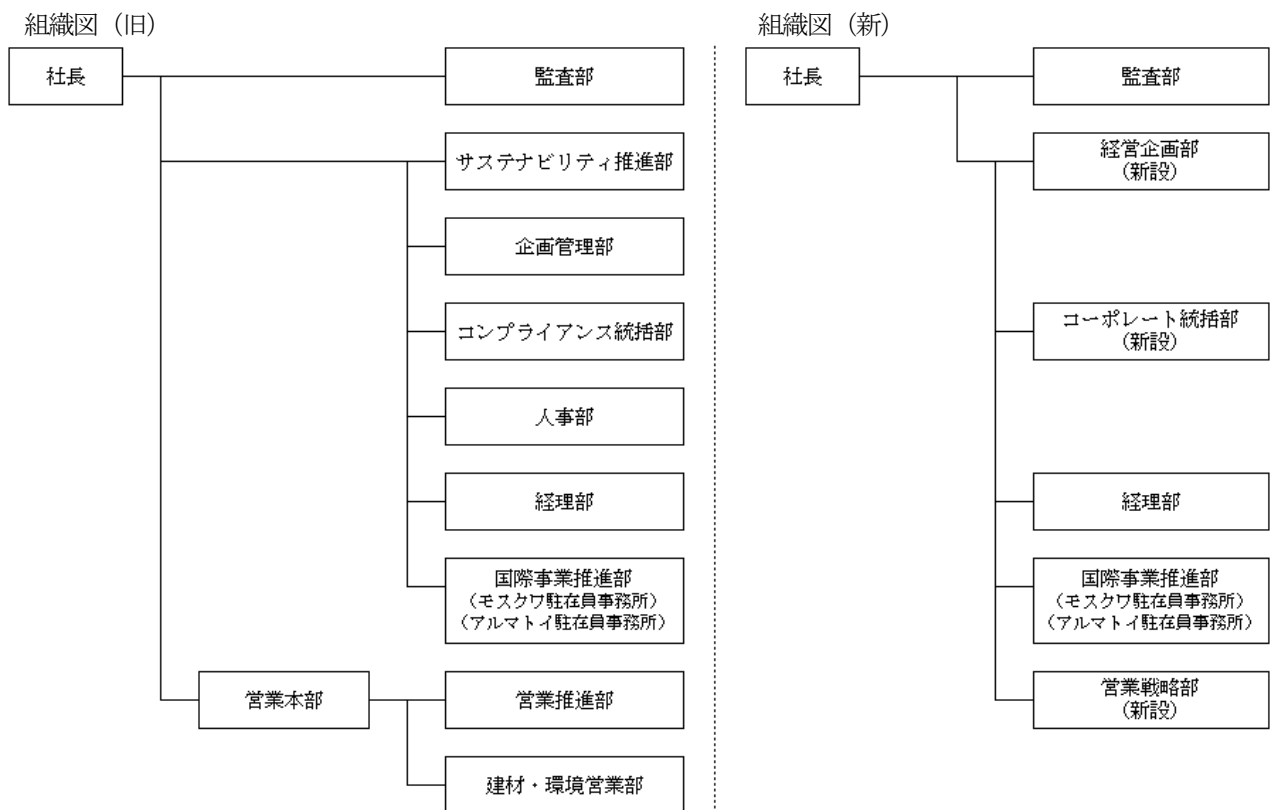 組織図（旧）
社長
監査部
サステナビリティ推進部
企画管理部
コンプライアンス統括部
人事部
経理部
国際事業推進部
（モスクワ駐在員事務所）
（アルマトイ駐在員事務所）
営業本部
営業推進部
建材・環境営業部
組織図（新）
社長
監査部
経営企画部
（新設）
コーポレート統括部
（新設）
経理部
国際事業推進部
（モスクワ駐在員事務所）
（アルマトイ駐在員事務所）
営業戦略部
（新設）